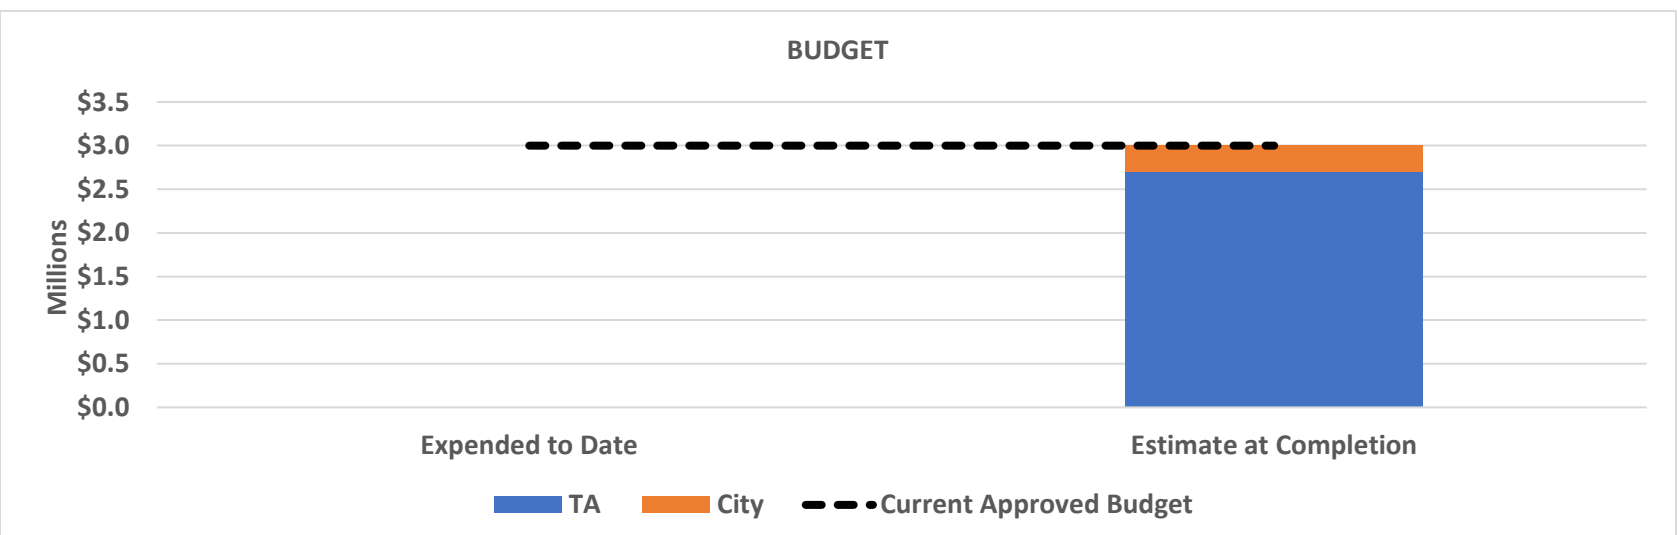 BUDGET
$3.5
$3.0
$2.5
$2.0
$1.5
$1.0
$0.5
$0.0
Millions
Expended to Date
Estimate at Completion
TA
City
Current Approved Budget